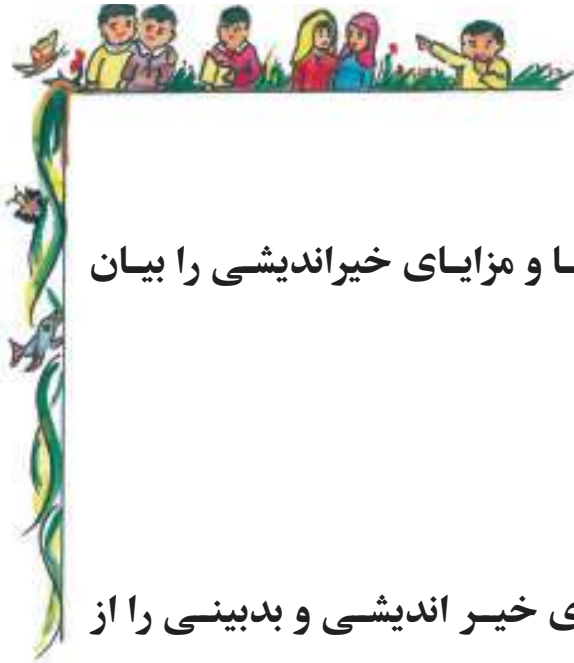 و مزایای خیراندیشی را بیان
خیر اندیشی و بدبینی را از